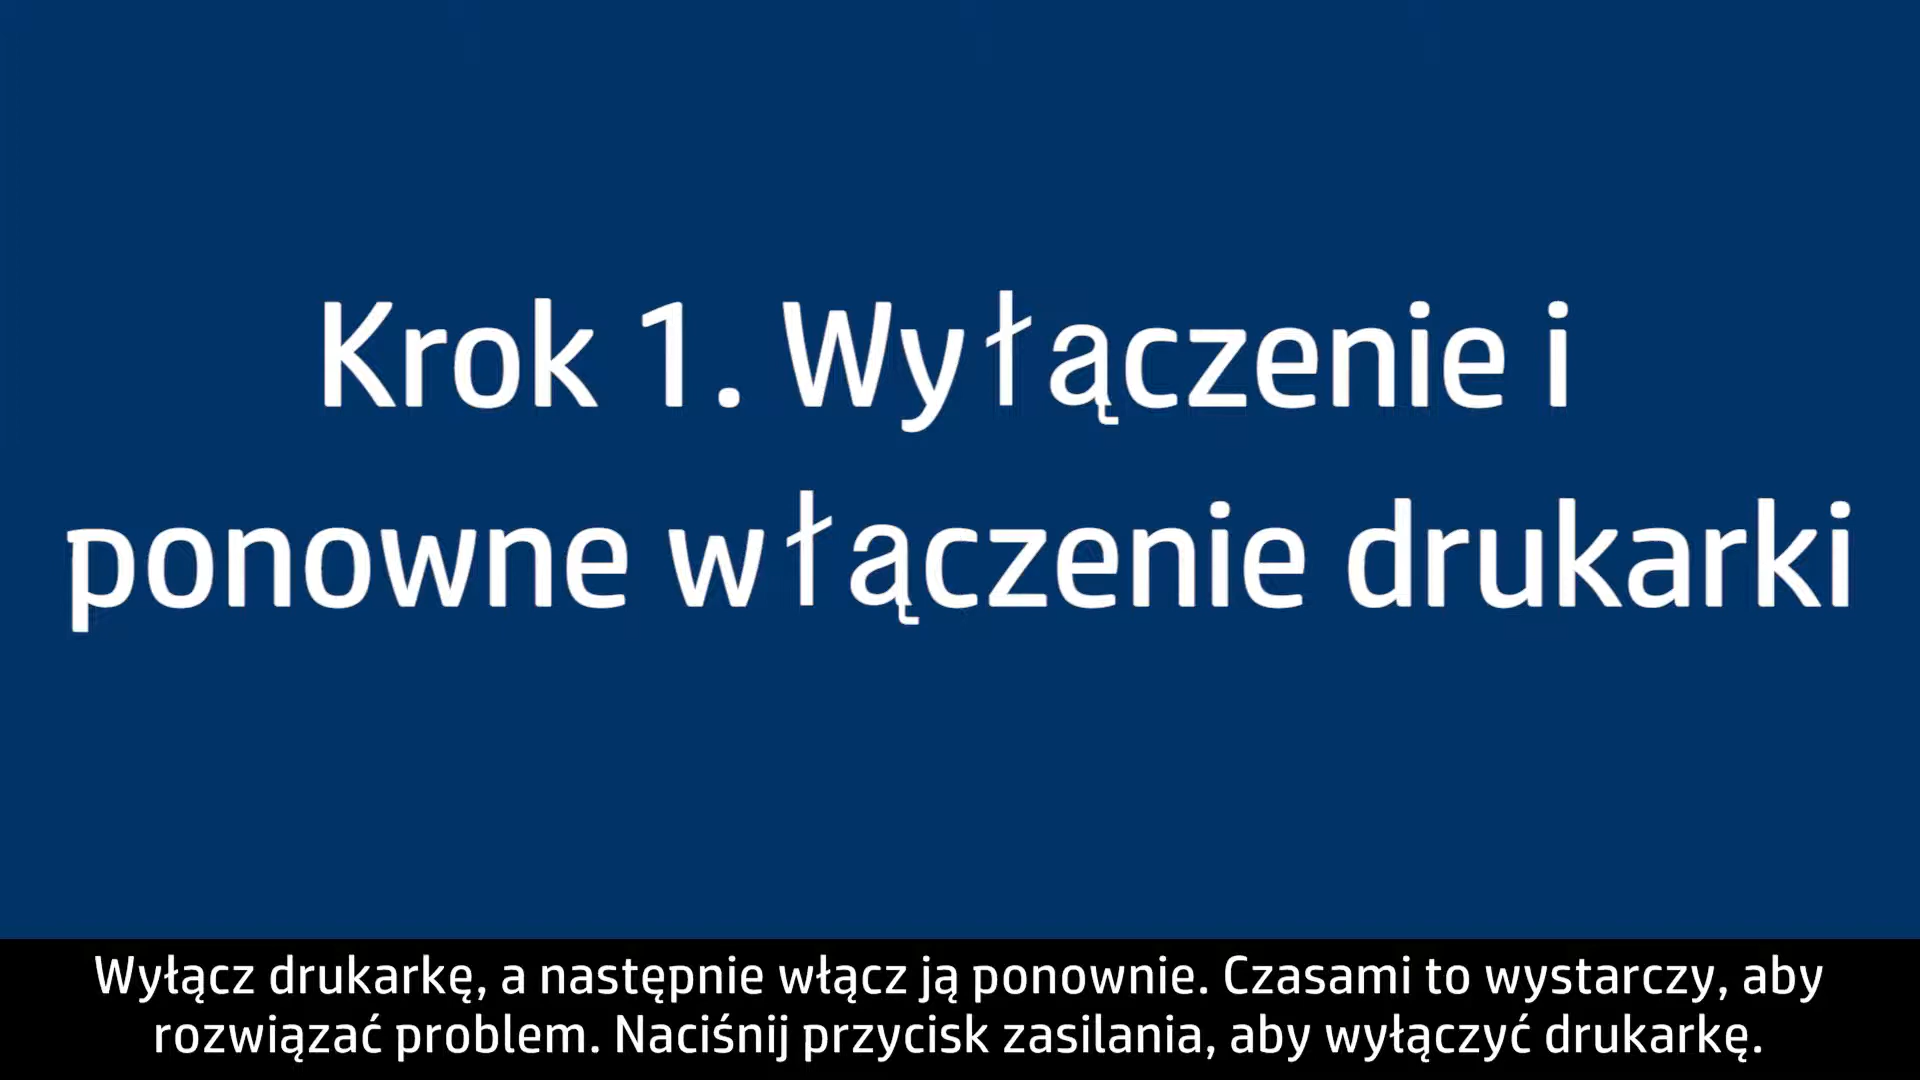 Krok 1. Wyłączenie i
ponowne włączenie drukarki
Wyłącz drukarkę, a następnie włącz ją ponownie. Czasami to wystarczy, aby
rozwiązać problem. Naciśnij przycisk zasilania, aby wyłączyć drukarkę.